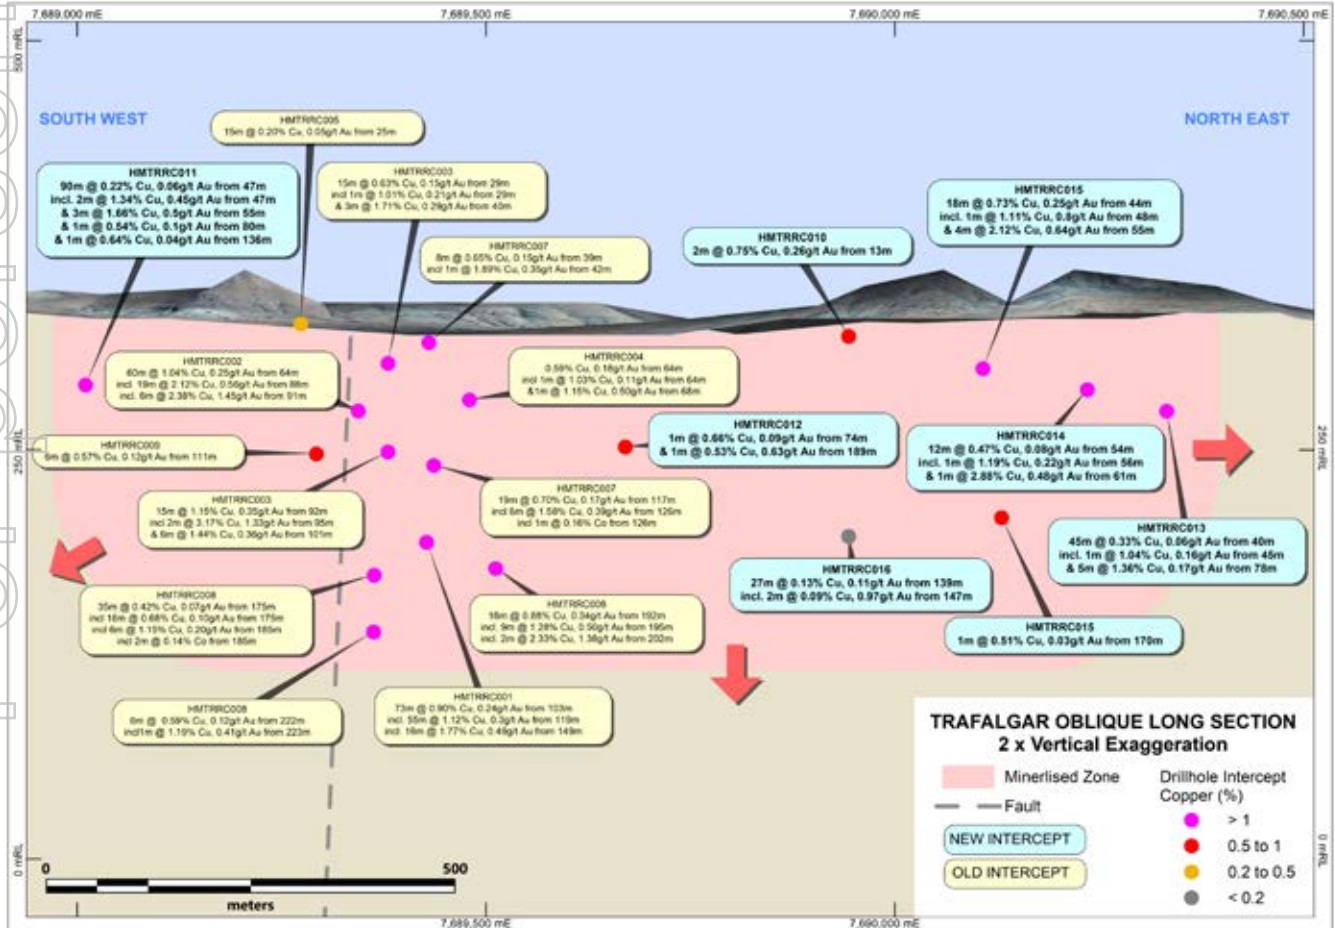 7,689,000 mE
7,689,500 mE
7,690,000 mE
7,690,500 mE
500 mRL
SOUTH WEST
NORTH EAST
HMTRRC005
15m @ 0.20% Cu, 0.05g/t Au from 25m
HMTRRC011
90m @ 0.22% Cu, 0.06g/t Au from 47m
incl. 2m @ 1.34% Cu, 0.45g/t Au from 47m
& 3m @ 1.66% Cu, 0.5g/t Au from 55m
& 1m @ 0.54% Cu, 0.1g/t Au from 80m
& 1m @ 0.64% Cu, 0.04g/t Au from 136m
HMTRRC003
15m @ 0.63% Cu, 0.15g/t Au from 29m
incl 1m @ 1.01% Cu, 0.21g/t Au from 29m
& 3m @ 1.71% Cu, 0.29g/t Au from 40m
HMTRRC007
8m @ 0.65% Cu, 0.15g/t Au from 39m
incl 1m @ 1.89% Cu, 0.35g/t Au from 42m
HMTRRC010
2m @ 0.75% Cu, 0.26g/t Au from 13m
HMTRRC015
18m @ 0.73% Cu, 0.25g/t Au from 44m
incl. 1m @ 1.11% Cu, 0.8g/t Au from 48m
& 4m @ 2.12% Cu, 0.64g/t Au from 55m
HMTRRC002
60m @ 1.04% Cu, 0.25g/t Au from 64m
incl. 19m @ 2.12% Cu, 0.56g/t Au from 88m
incl. 6m @ 2.38% Cu, 1.45g/t Au from 91m
HMTRRC004
0.59% Cu, 0.18g/t Au from 64m
incl 1m @ 1.03% Cu, 0.11g/t Au from 64m
&1m @ 1.15% Cu, 0.50g/t Au from 68m
HMTRRC009
6m @ 0.57% Cu, 0.12g/t Au from 111m
250 mRL
HMTRRC012
1m @ 0.66% Cu, 0.09g/t Au from 74m
& 1m @ 0.53% Cu, 0.63g/t Au from 189m
HMTRRC014
12m @ 0.47% Cu, 0.08g/t Au from 54m
incl. 1m @ 1.19% Cu, 0.22g/t Au from 56m
& 1m @ 2.88% Cu, 0.48g/t Au from 61m
250 mRL
HMTRRC003
15m @ 1.15% Cu, 0.35g/t Au from 92m
incl 2m @ 3.17% Cu, 1.33g/t Au from 95m
& 6m @ 1.44% Cu, 0.36g/t Au from 101m
HMTRRC007
19m @ 0.70% Cu, 0.17g/t Au from 117m
incl 6m @ 1.58% Cu, 0.39g/t Au from 126m
incl 1m @ 0.16% Co from 126m
HMTRRC013
45m @ 0.33% Cu, 0.06g/t Au from 40m
incl. 1m @ 1.04% Cu, 0.16g/t Au from 45m
& 5m @ 1.36% Cu, 0.17g/t Au from 78m
HMTRRC016
27m @ 0.13% Cu, 0.11g/t Au from 139m
incl. 2m @ 0.09% Cu, 0.97g/t Au from 147m
HMTRRC008
35m @ 0.42% Cu, 0.07g/t Au from 175m
incl 16m @ 0.68% Cu, 0.10g/t Au from 175m
incl 6m @ 1.15% Cu, 0.20g/t Au from 185m
incl 2m @ 0.14% Co from 185m
HMTRRC006
16m @ 0.88% Cu, 0.34g/t Au from 192m
incl. 9m @ 1.28% Cu, 0.50g/t Au from 195m
incl. 2m @ 2.33% Cu, 1.38g/t Au from 202m
HMTRRC015
1m @ 0.51% Cu, 0.03g/t Au from 170m
HMTRRC008
6m @ 0.59% Cu, 0.12g/t Au from 222m
incl1m @ 1.19% Cu, 0.41g/t Au from 223m
HMTRRC001
73m @ 0.90% Cu, 0.24g/t Au from 103m
incl. 55m @ 1.12% Cu, 0.3g/t Au from 119m
incl. 16m @ 1.77% Cu, 0.49g/t Au from 149m
TRAFALGAR OBLIQUE LONG SECTION
2 x Vertical Exaggeration
Minerlised Zone
Fault
NEW INTERCEPT
OLD INTERCEPT
Drillhole Intercept
Copper (%)
> 1
0.5 to 1
0.2 to 0.5
< 0.2
0 mRL
0 mRL
0
500
meters
7,689,500 mE
7,690,000 mE